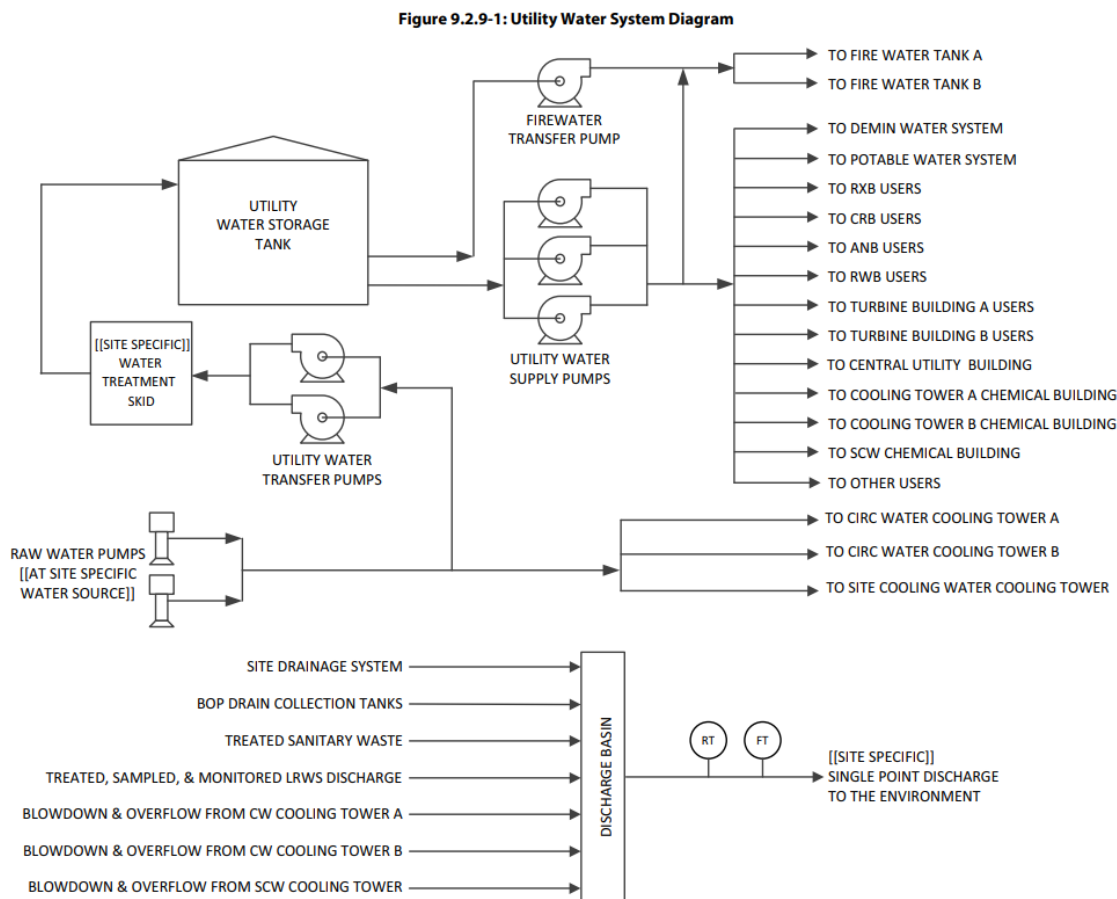 Figure 9.2.9-1: Utility Water System Diagram
TO FIRE WATER TANK A
TO FIRE WATER TANK B
FIREWATER
TRANSFER PUMP
TO DEMIN WATER SYSTEM
TO POTABLE WATER SYSTEM
TO RXB USERS
TO CRB USERS
TO ANB USERS
TO RWB USERS
TO TURBINE BUILDING A USERS
TO TURBINE BUILDING B USERS
TO CENTRAL UTILITY BUILDING
TO COOLING TOWER A CHEMICAL BUILDING
TO COOLING TOWER B CHEMICAL BUILDING
TO SCW CHEMICAL BUILDING
TO OTHER USERS
UTILITY
WATER STORAGE
TANK
UTILITY WATER
SUPPLY PUMPS
[[SITE SPECIFIC]]
WATER
TREATMENT
SKID
UTILITY WATER
TRANSFER PUMPS
RAW WATER PUMPS
[[AT SITE SPECIFIC
WATER SOURCE]]
TO CIRC WATER COOLING TOWER A
TO CIRC WATER COOLING TOWER B
TO SITE COOLING WATER COOLING TOWER
SITE DRAINAGE SYSTEM
BOP DRAIN COLLECTION TANKS
TREATED SANITARY WASTE
TREATED, SAMPLED, & MONITORED LRWS DISCHARGE
BLOWDOWN & OVERFLOW FROM CW COOLING TOWER A
BLOWDOWN & OVERFLOW FROM CW COOLING TOWER B
BLOWDOWN & OVERFLOW FROM SCW COOLING TOWER
DISCHARGE BASIN
RT
FT
[[SITE SPECIFIC]]
SINGLE POINT DISCHARGE
TO THE ENVIRONMENT